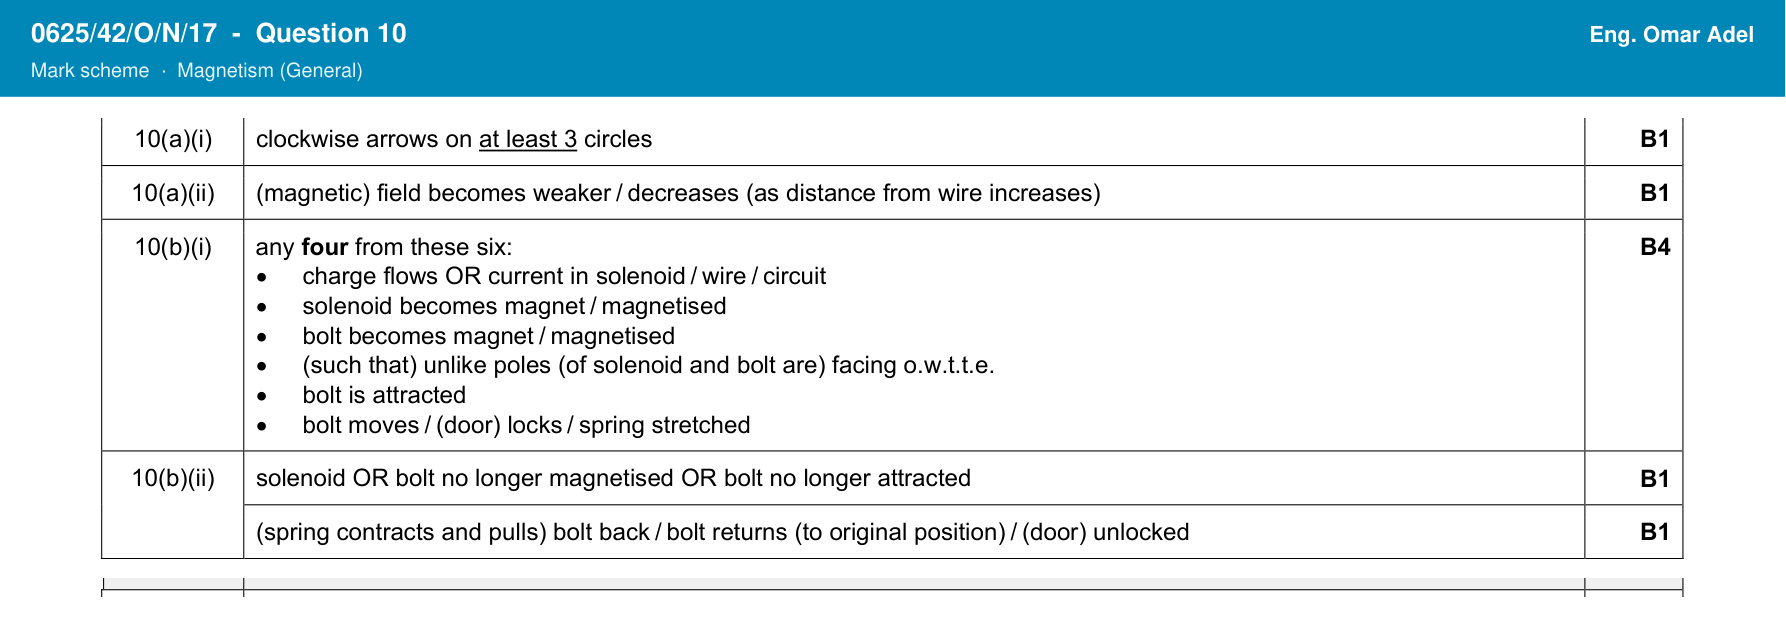 0625/42/O/N/17 - Question 10
Eng. Omar Adel
Mark scheme · Magnetism (General)
10(a)(i) clockwise arrows on at least 3 circles B1
10(a)(ii) (magnetic) field becomes weaker / decreases (as distance from wire increases) B1
10(b)(i) any four from these six: B4
• charge flows OR current in solenoid / wire / circuit
• solenoid becomes magnet / magnetised
• bolt becomes magnet / magnetised
• (such that) unlike poles (of solenoid and bolt are) facing o.w.t.t.e.
• bolt is attracted
• bolt moves / (door) locks / spring stretched
10(b)(ii) solenoid OR bolt no longer magnetised OR bolt no longer attracted B1
(spring contracts and pulls) bolt back / bolt returns (to original position) / (door) unlocked B1